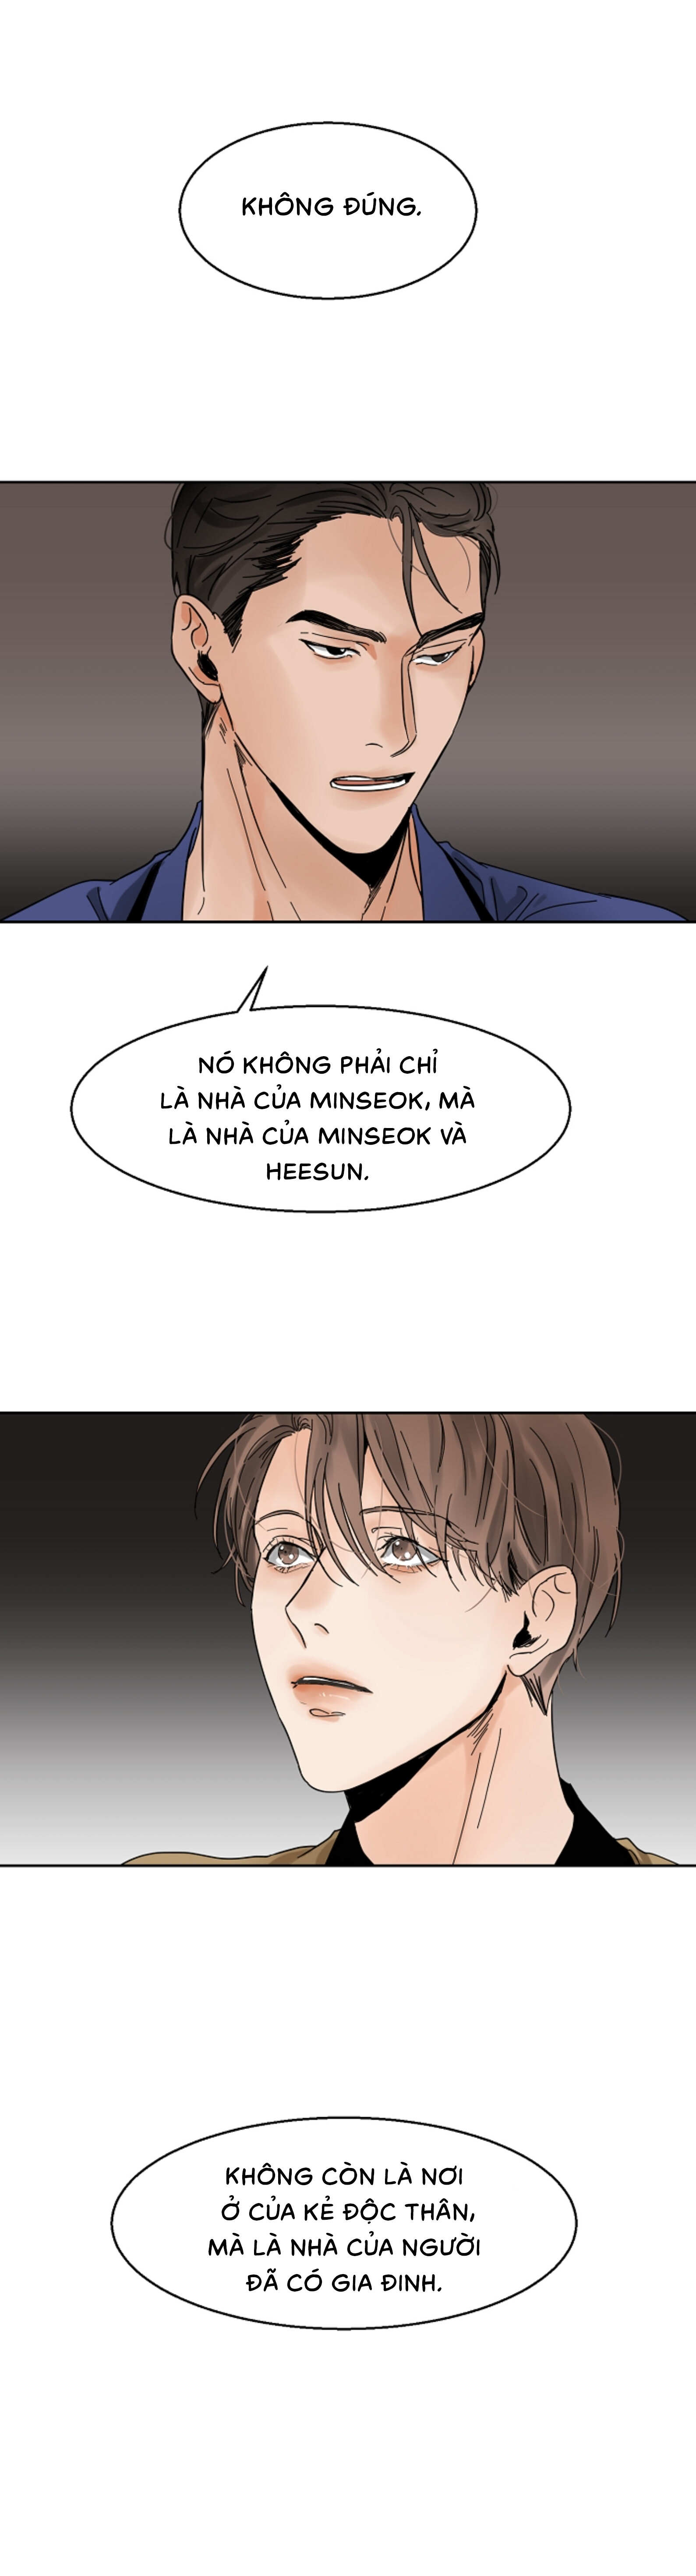 KHÔNG ĐÚNG.
NÓ KHÔNG PHẢI CHỈ
LÀ NHÀ CỦA MINSEOK, MÀ
LÀ NHÀ CỦA MINSEOK VÀ
HEESUN.
KHÔNG CÒN LÀ NƠI
Ở CỦA KẺ ĐỘC THÂN,
MÀ LÀ NHÀ CỦA NGƯỜI
ĐÃ CÓ GIA ĐINH.